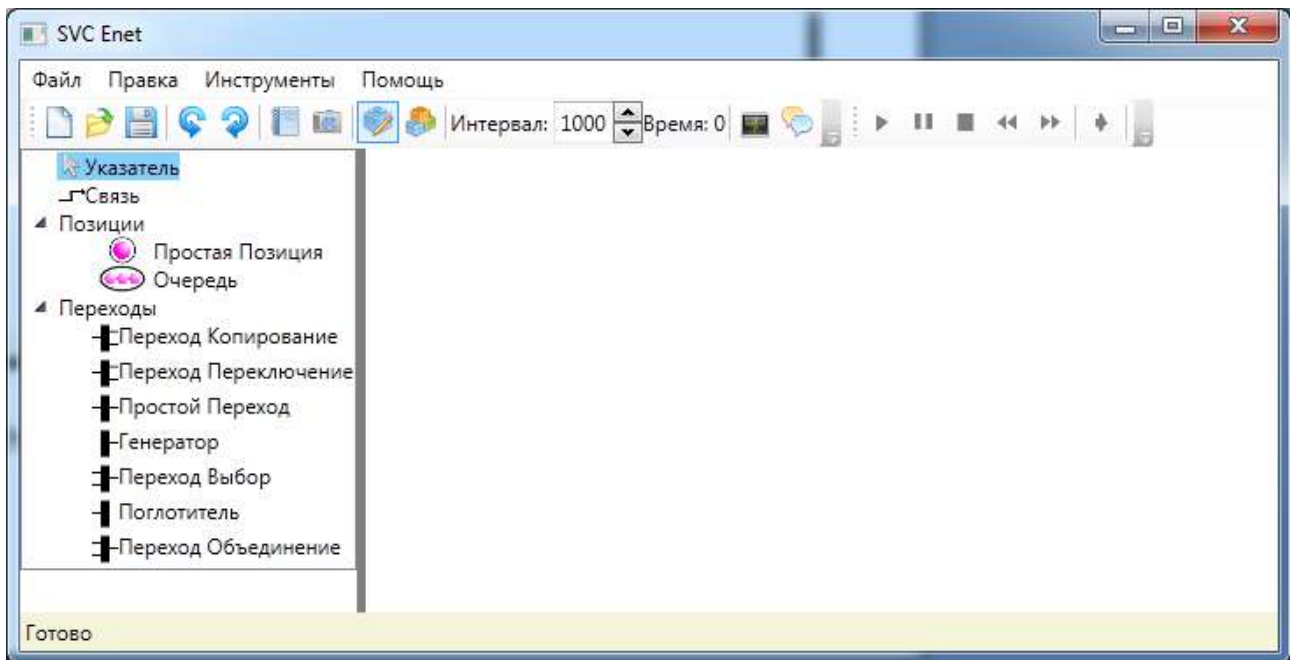 SVC Enet
Файл Правка Инструменты Помощь
Интервал: 1000 Время: 0
Указатель
Связь
Позиции
Простая Позиция
Очередь
Переходы
Переход Копирование
Переход Переключение
Простой Переход
Генератор
Переход Выбор
Поглотитель
Переход Объединение
Готово